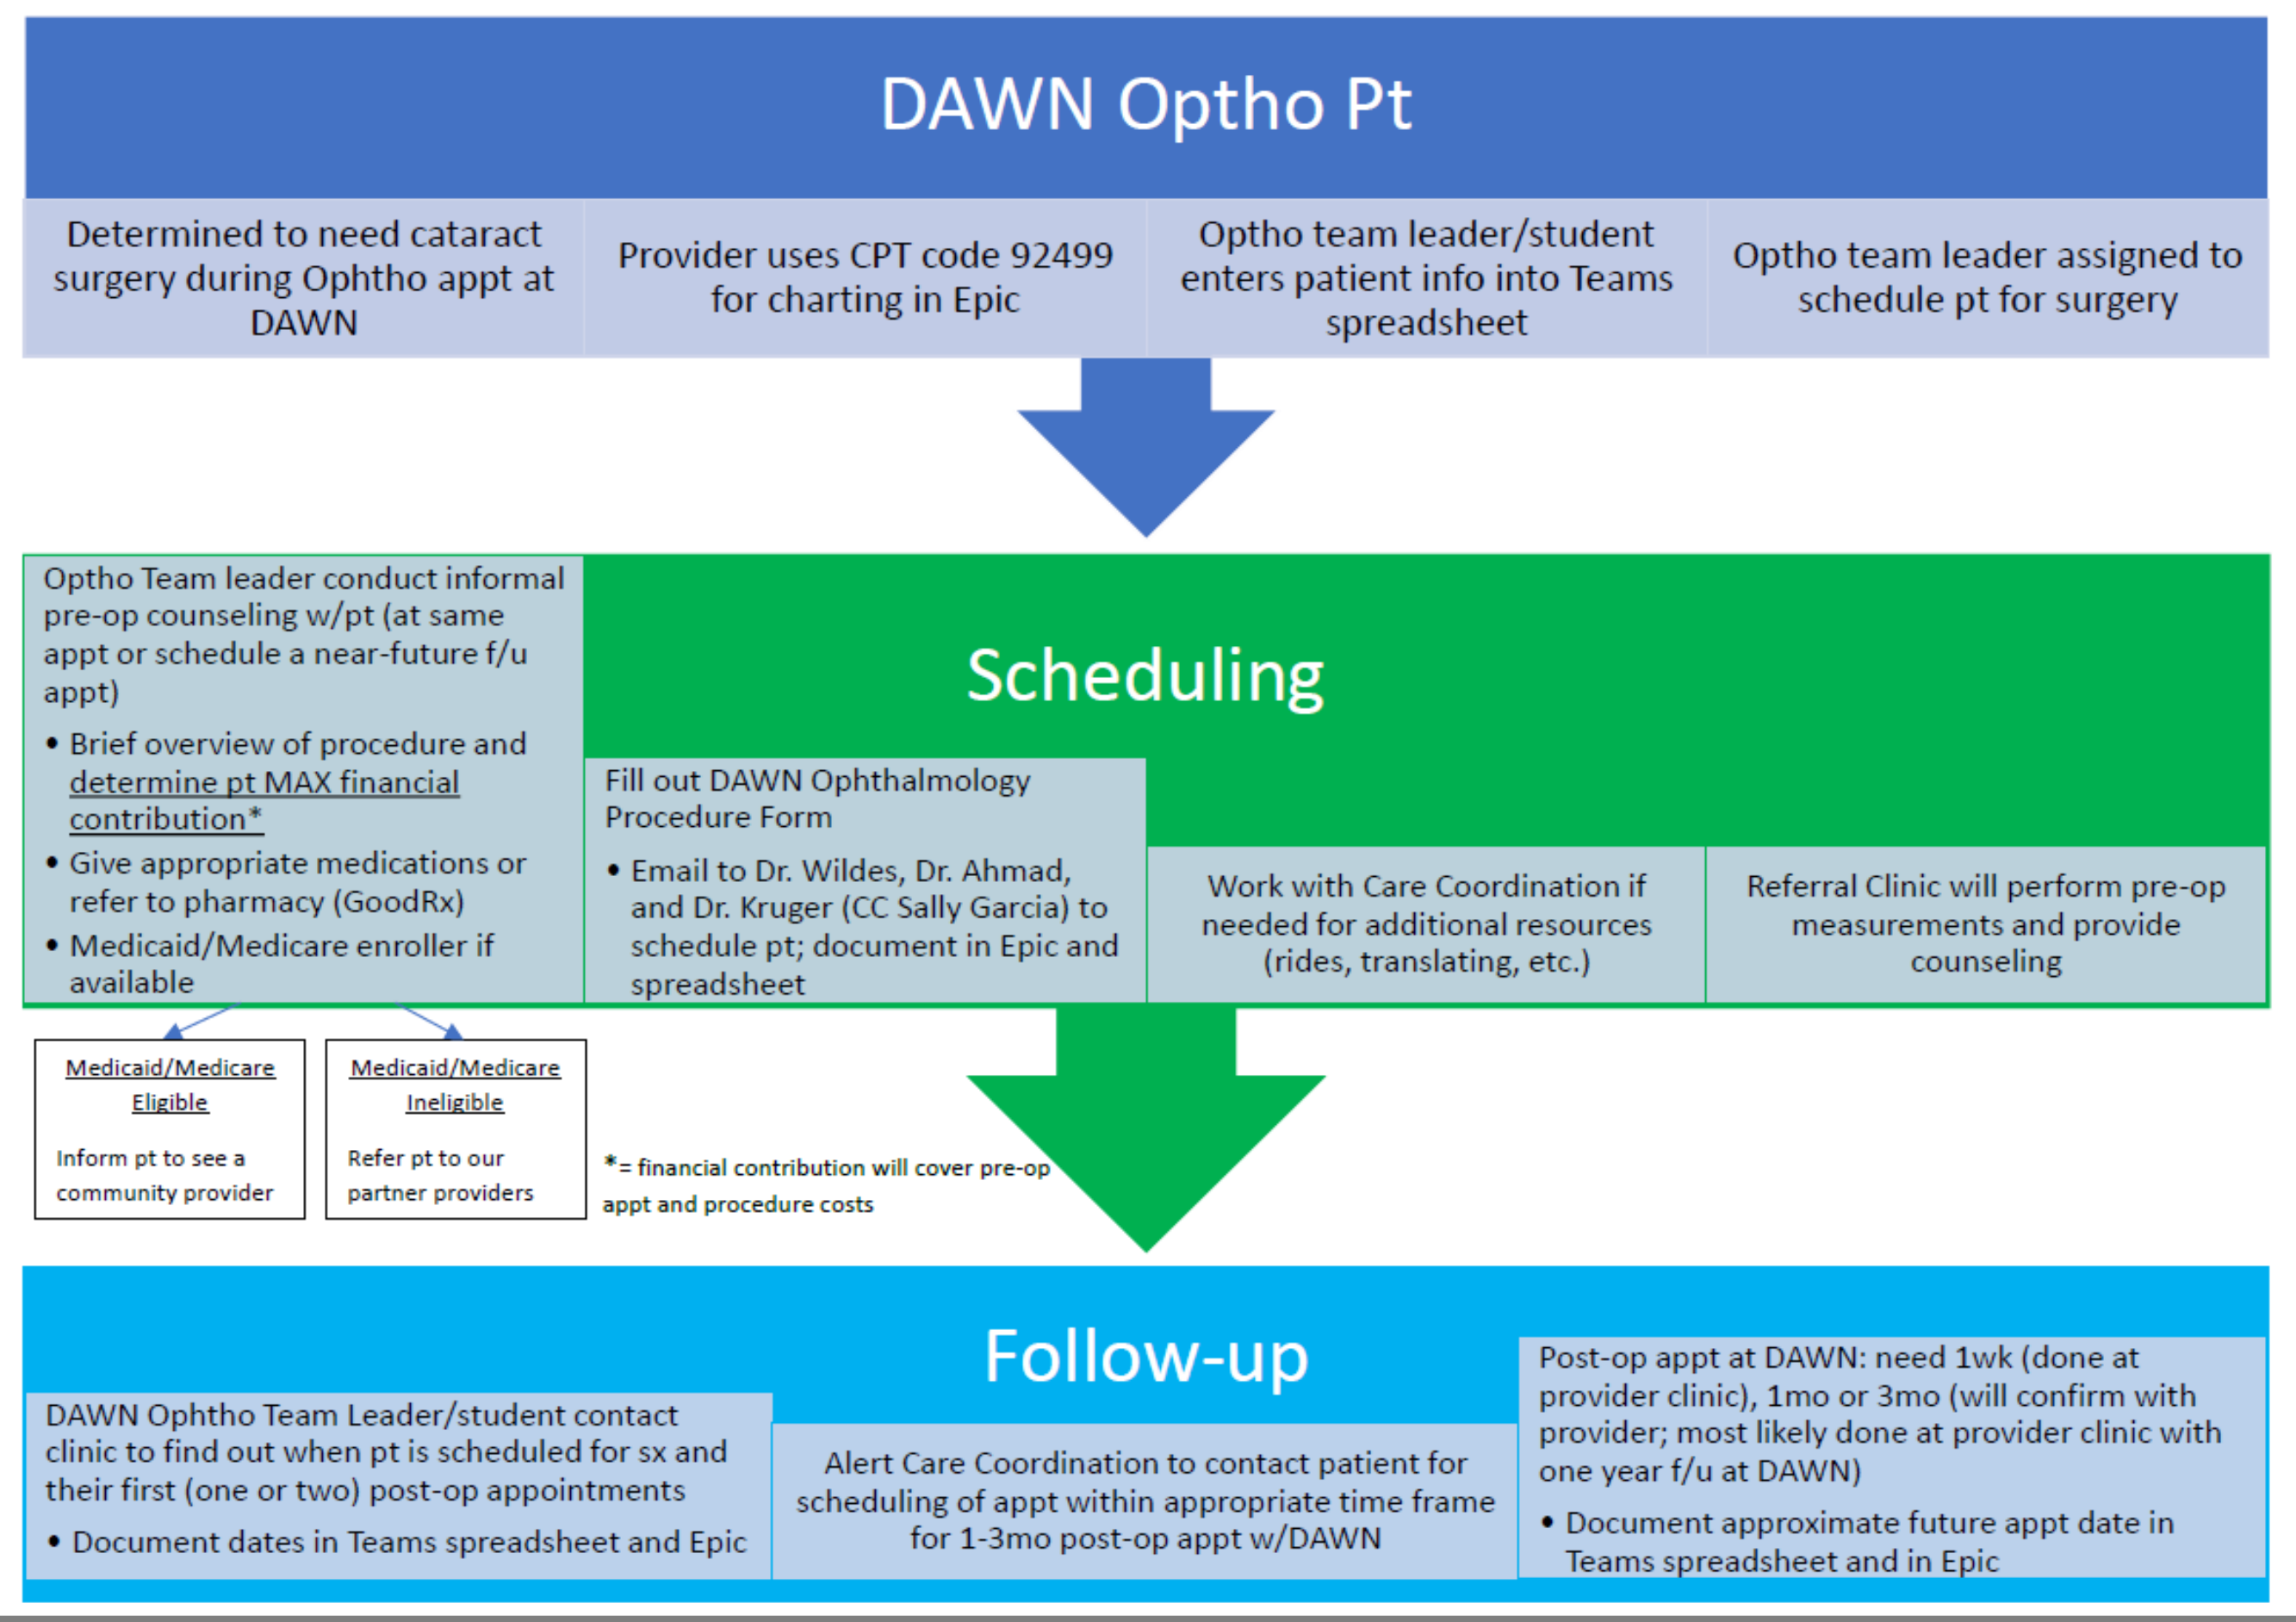 DAWN Optho Pt
Determined to need cataract
surgery during Ophtho appt at
DAWN
Provider uses CPT code 92499
for charting in Epic
Optho team leader/student
enters patient info into Teams
spreadsheet
Optho team leader assigned to
schedule pt for surgery
Scheduling
Optho Team leader conduct informal
pre-op counseling w/pt (at same
appt or schedule a near-future f/u
appt)
• Brief overview of procedure and
determine pt MAX financial
contribution*
• Give appropriate medications or
refer to pharmacy (GoodRx)
• Medicaid/Medicare enroller if
available
Fill out DAWN Ophthalmology
Procedure Form
• Email to Dr. Wildes, Dr. Ahmad,
and Dr. Kruger (CC Sally Garcia) to
schedule pt; document in Epic and
spreadsheet
Work with Care Coordination if
needed for additional resources
(rides, translating, etc.)
Referral Clinic will perform pre-op
measurements and provide
counseling
Medicaid/Medicare
Eligible
Inform pt to see a
community provider
Medicaid/Medicare
Ineligible
Refer pt to our
partner providers
*= financial contribution will cover pre-op
appt and procedure costs
Follow-up
DAWN Ophtho Team Leader/student contact
clinic to find out when pt is scheduled for sx and
their first (one or two) post-op appointments
• Document dates in Teams spreadsheet and Epic
Alert Care Coordination to contact patient for
scheduling of appt within appropriate time frame
for 1-3mo post-op appt w/DAWN
Post-op appt at DAWN: need 1wk (done at
provider clinic), 1mo or 3mo (will confirm with
provider; most likely done at provider clinic with
one year f/u at DAWN)
• Document approximate future appt date in
Teams spreadsheet and in Epic